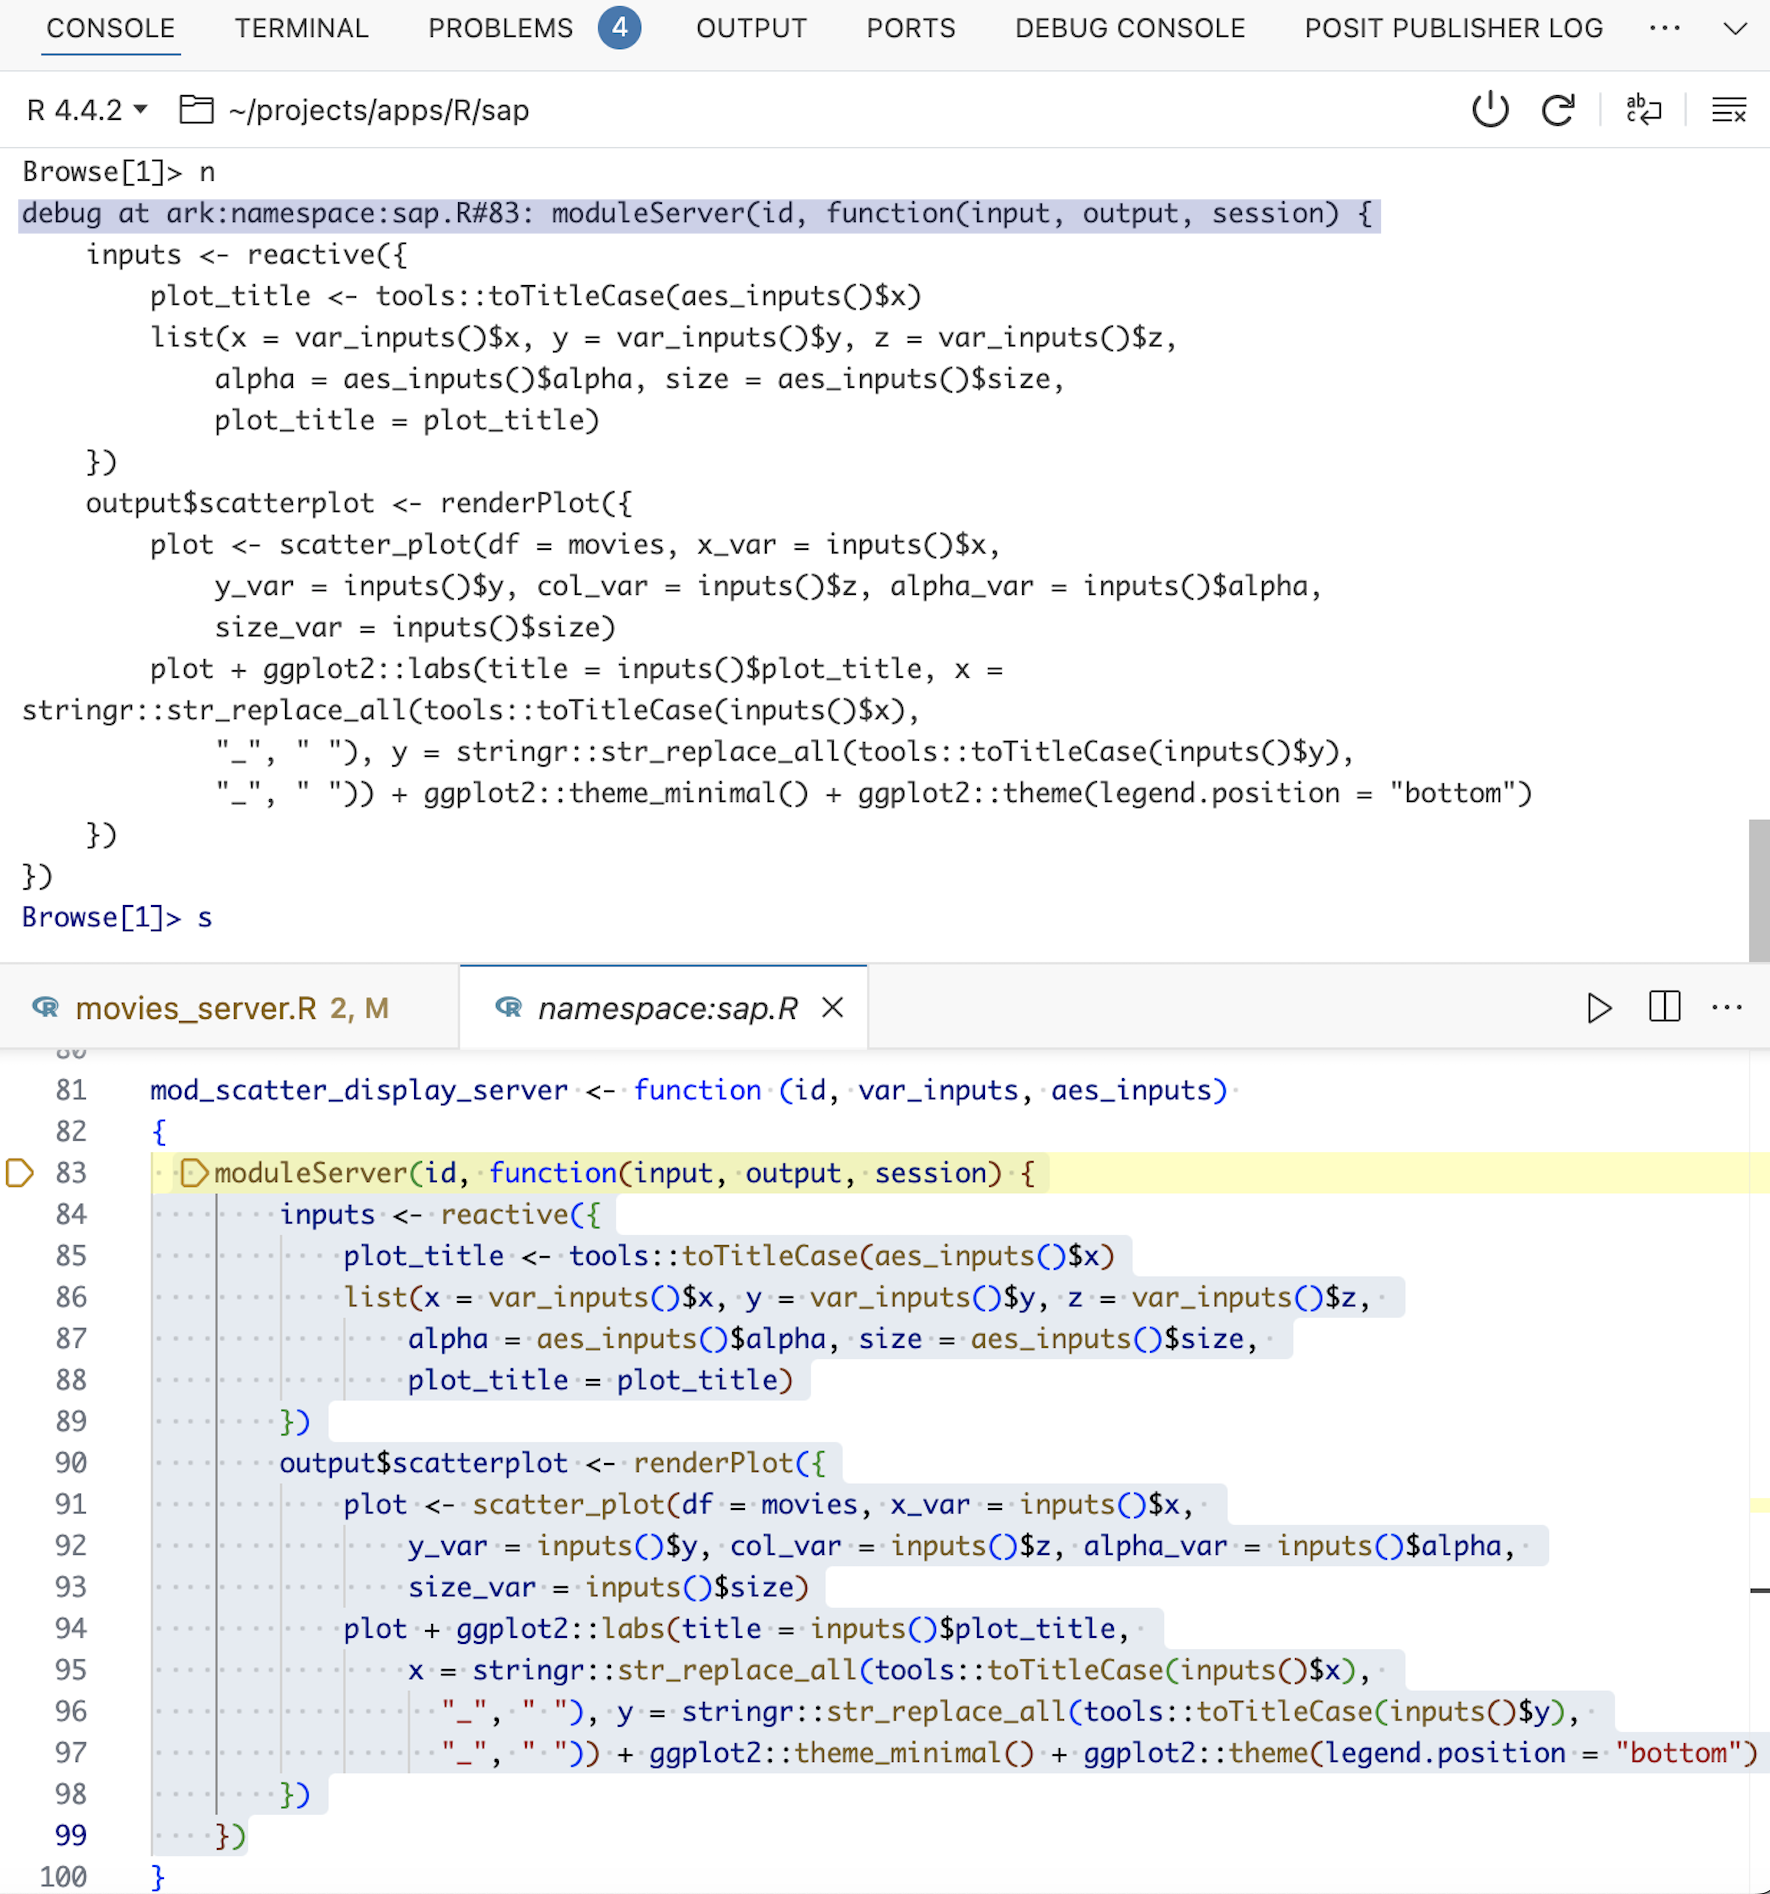 CONSOLE TERMINAL PROBLEMS 4 OUTPUT PORTS DEBUG CONSOLE POSIT PUBLISHER LOG ···
R 4.4.2 ~/projects/apps/R/sap
Browse[1]> n
debug at ark:namespace:sap.R#83: moduleServer(id, function(input, output, session) {
    inputs <- reactive({
        plot_title <- tools::toTitleCase(aes_inputs()$x)
        list(x = var_inputs()$x, y = var_inputs()$y, z = var_inputs()$z,
            alpha = aes_inputs()$alpha, size = aes_inputs()$size,
            plot_title = plot_title)
    })
    output$scatterplot <- renderPlot({
        plot <- scatter_plot(df = movies, x_var = inputs()$x,
            y_var = inputs()$y, col_var = inputs()$z, alpha_var = inputs()$alpha,
            size_var = inputs()$size)
        plot + ggplot2::labs(title = inputs()$plot_title, x =
stringr::str_replace_all(tools::toTitleCase(inputs()$x),
            "_", " "), y = stringr::str_replace_all(tools::toTitleCase(inputs()$y),
            "_", " ")) + ggplot2::theme_minimal() + ggplot2::theme(legend.position = "bottom")
    })
})
Browse[1]> s
movies_server.R 2, M namespace:sap.R
80
81 mod_scatter_display_server <- function (id, var_inputs, aes_inputs)
82 {
83     moduleServer(id, function(input, output, session) {
84         inputs <- reactive({
85             plot_title <- tools::toTitleCase(aes_inputs()$x)
86             list(x = var_inputs()$x, y = var_inputs()$y, z = var_inputs()$z,
87                 alpha = aes_inputs()$alpha, size = aes_inputs()$size,
88                 plot_title = plot_title)
89         })
90         output$scatterplot <- renderPlot({
91             plot <- scatter_plot(df = movies, x_var = inputs()$x,
92                 y_var = inputs()$y, col_var = inputs()$z, alpha_var = inputs()$alpha,
93                 size_var = inputs()$size)
94             plot + ggplot2::labs(title = inputs()$plot_title,
95                 x = stringr::str_replace_all(tools::toTitleCase(inputs()$x),
96                   "_", " "), y = stringr::str_replace_all(tools::toTitleCase(inputs()$y),
97                   "_", " ")) + ggplot2::theme_minimal() + ggplot2::theme(legend.position = "bottom")
98         })
99     })
100 }